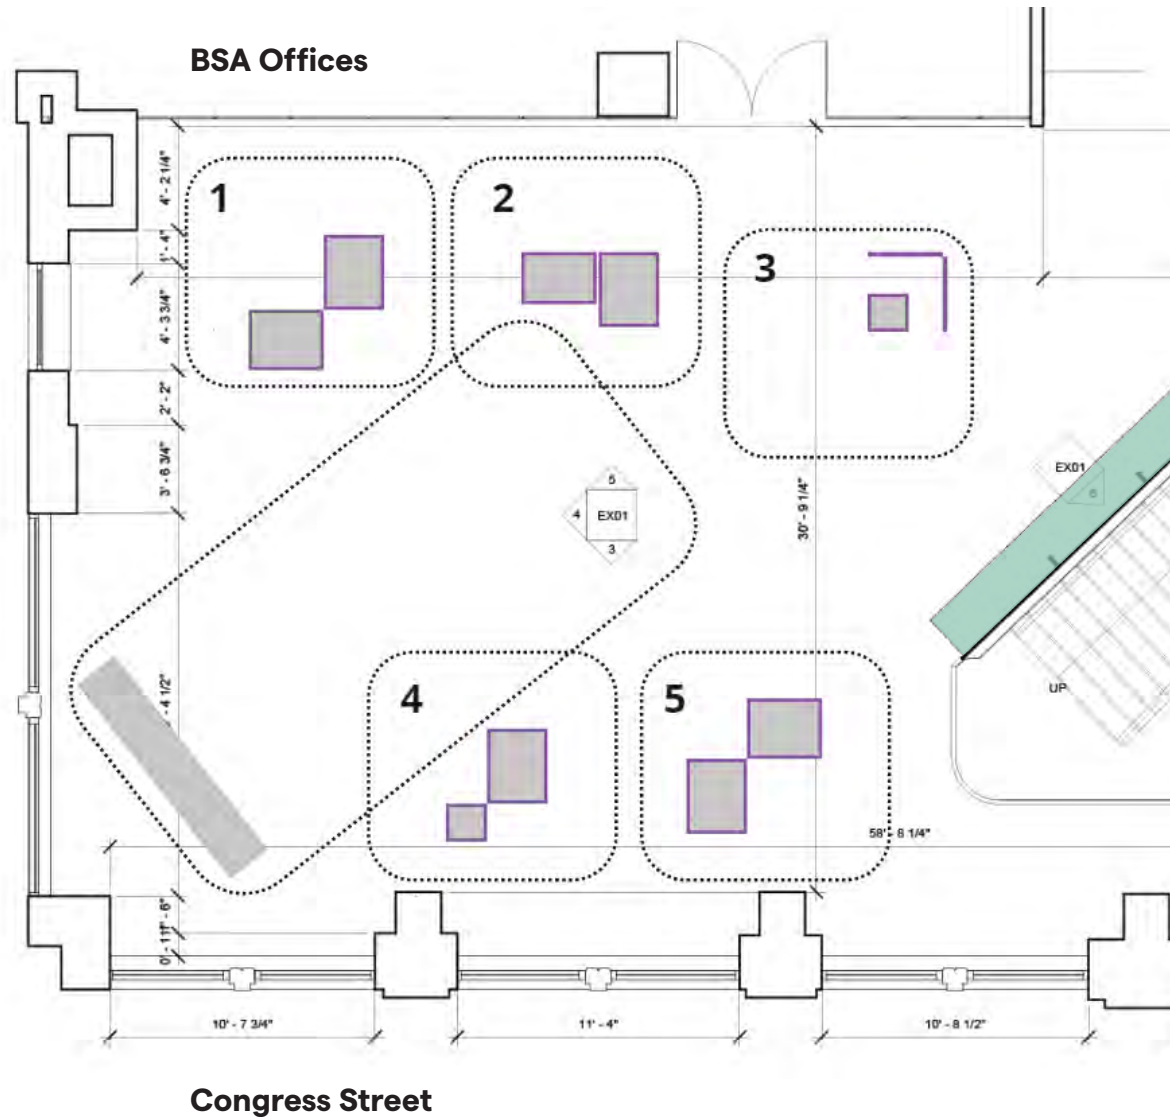 BSA Offices
4' - 2 1/4"
1
2
3
4' - 3 3/4"
2' - 2"
3' - 6 3/4"
30' - 9 1/4"
5
4
EX01
3
EX01
6
UP
- 4 1/2"
4
5
58' - 8 1/4"
10' - 7 3/4"
11' - 4"
10' - 8 1/2"
Congress Street